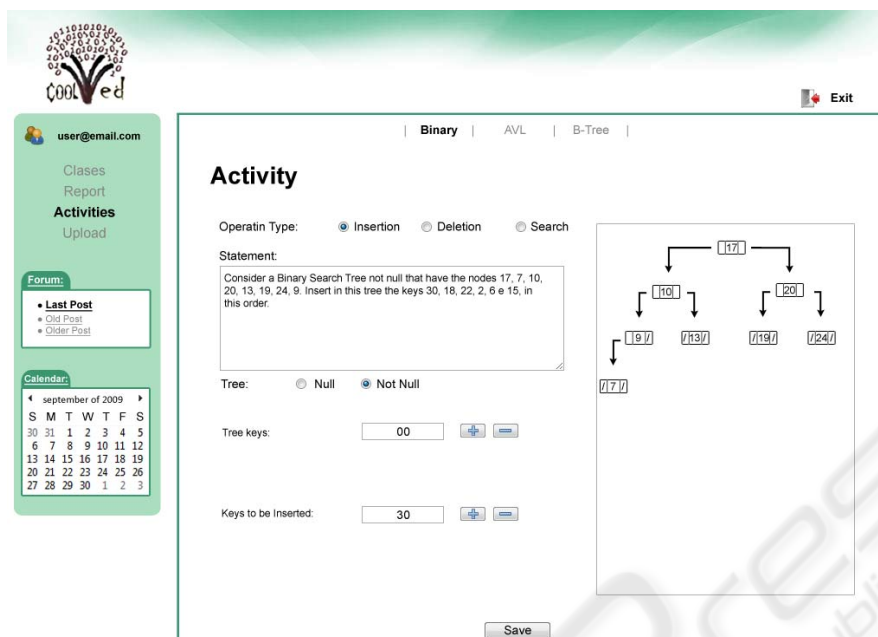 COOL Ved
Exit
user@email.com
Clases
Report
Activities
Upload
Forum:
Last Post
Old Post
Older Post
Calendar:
september of 2009
S M T W T F S
30 31 1 2 3 4 5
6 7 8 9 10 11 12
13 14 15 16 17 18 19
20 21 22 23 24 25 26
27 28 29 30 1 2 3
| Binary | AVL | B-Tree |
Activity
Operatin Type: Insertion Deletion Search
Statement:
Consider a Binary Search Tree not null that have the nodes 17, 7, 10,
20, 13, 19, 24, 9. Insert in this tree the keys 30, 18, 22, 2, 6 e 15, in
this order.
Tree: Null Not Null
Tree keys: 00
Keys to be Inserted: 30
Save
17
10 20
9 / / 13 / / 19 / / 24 /
/ 7 /